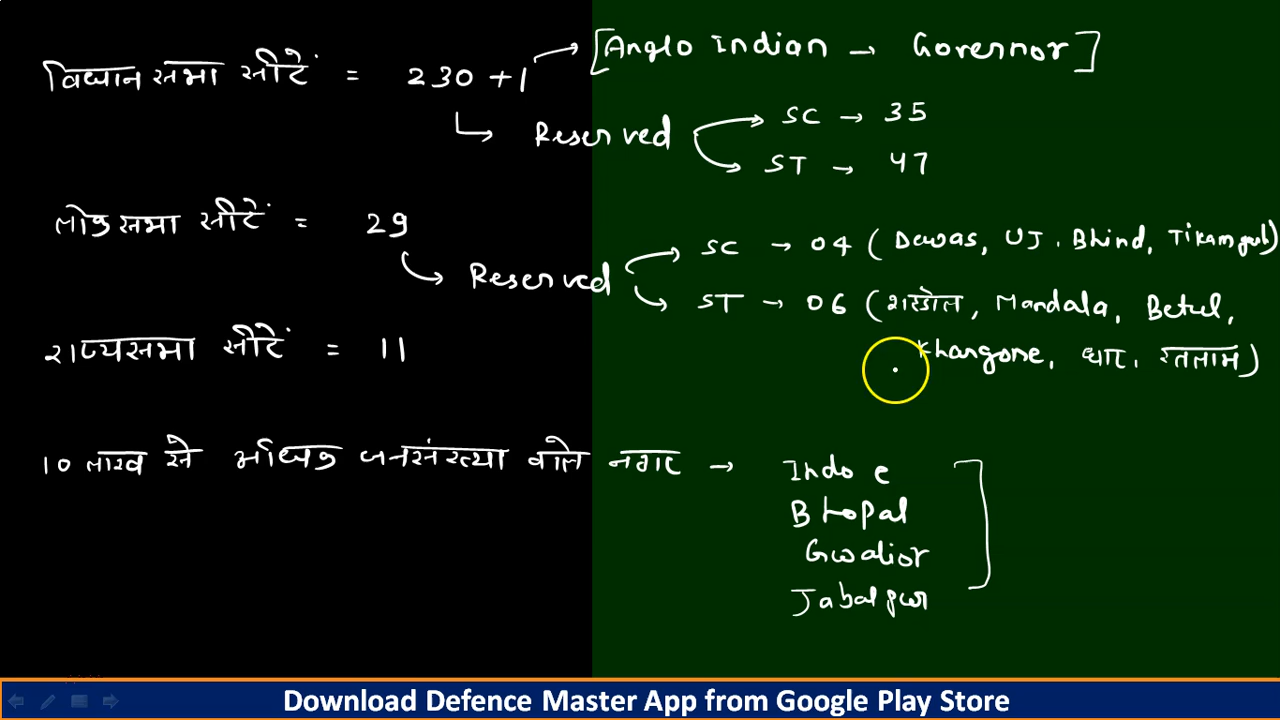 विधान सभा सीटें = 230 +1 → [Anglo Indian – Governor]
↳ Reserved → SC → 35
→ ST → 47
लोकसभा सीटें = 29
↳ Reserved → SC → 04 (Dewas, UJ. Bhind, Tikamgarh)
→ ST → 06 (शहडोल, Mandala, Betul,
Khargone, धार, रतलाम)
राज्यसभा सीटें = 11
10 लाख से अधिक जनसंख्या वाले नगर → Indo e
Bhopal
Gwalior
Jabalpur
Download Defence Master App from Google Play Store